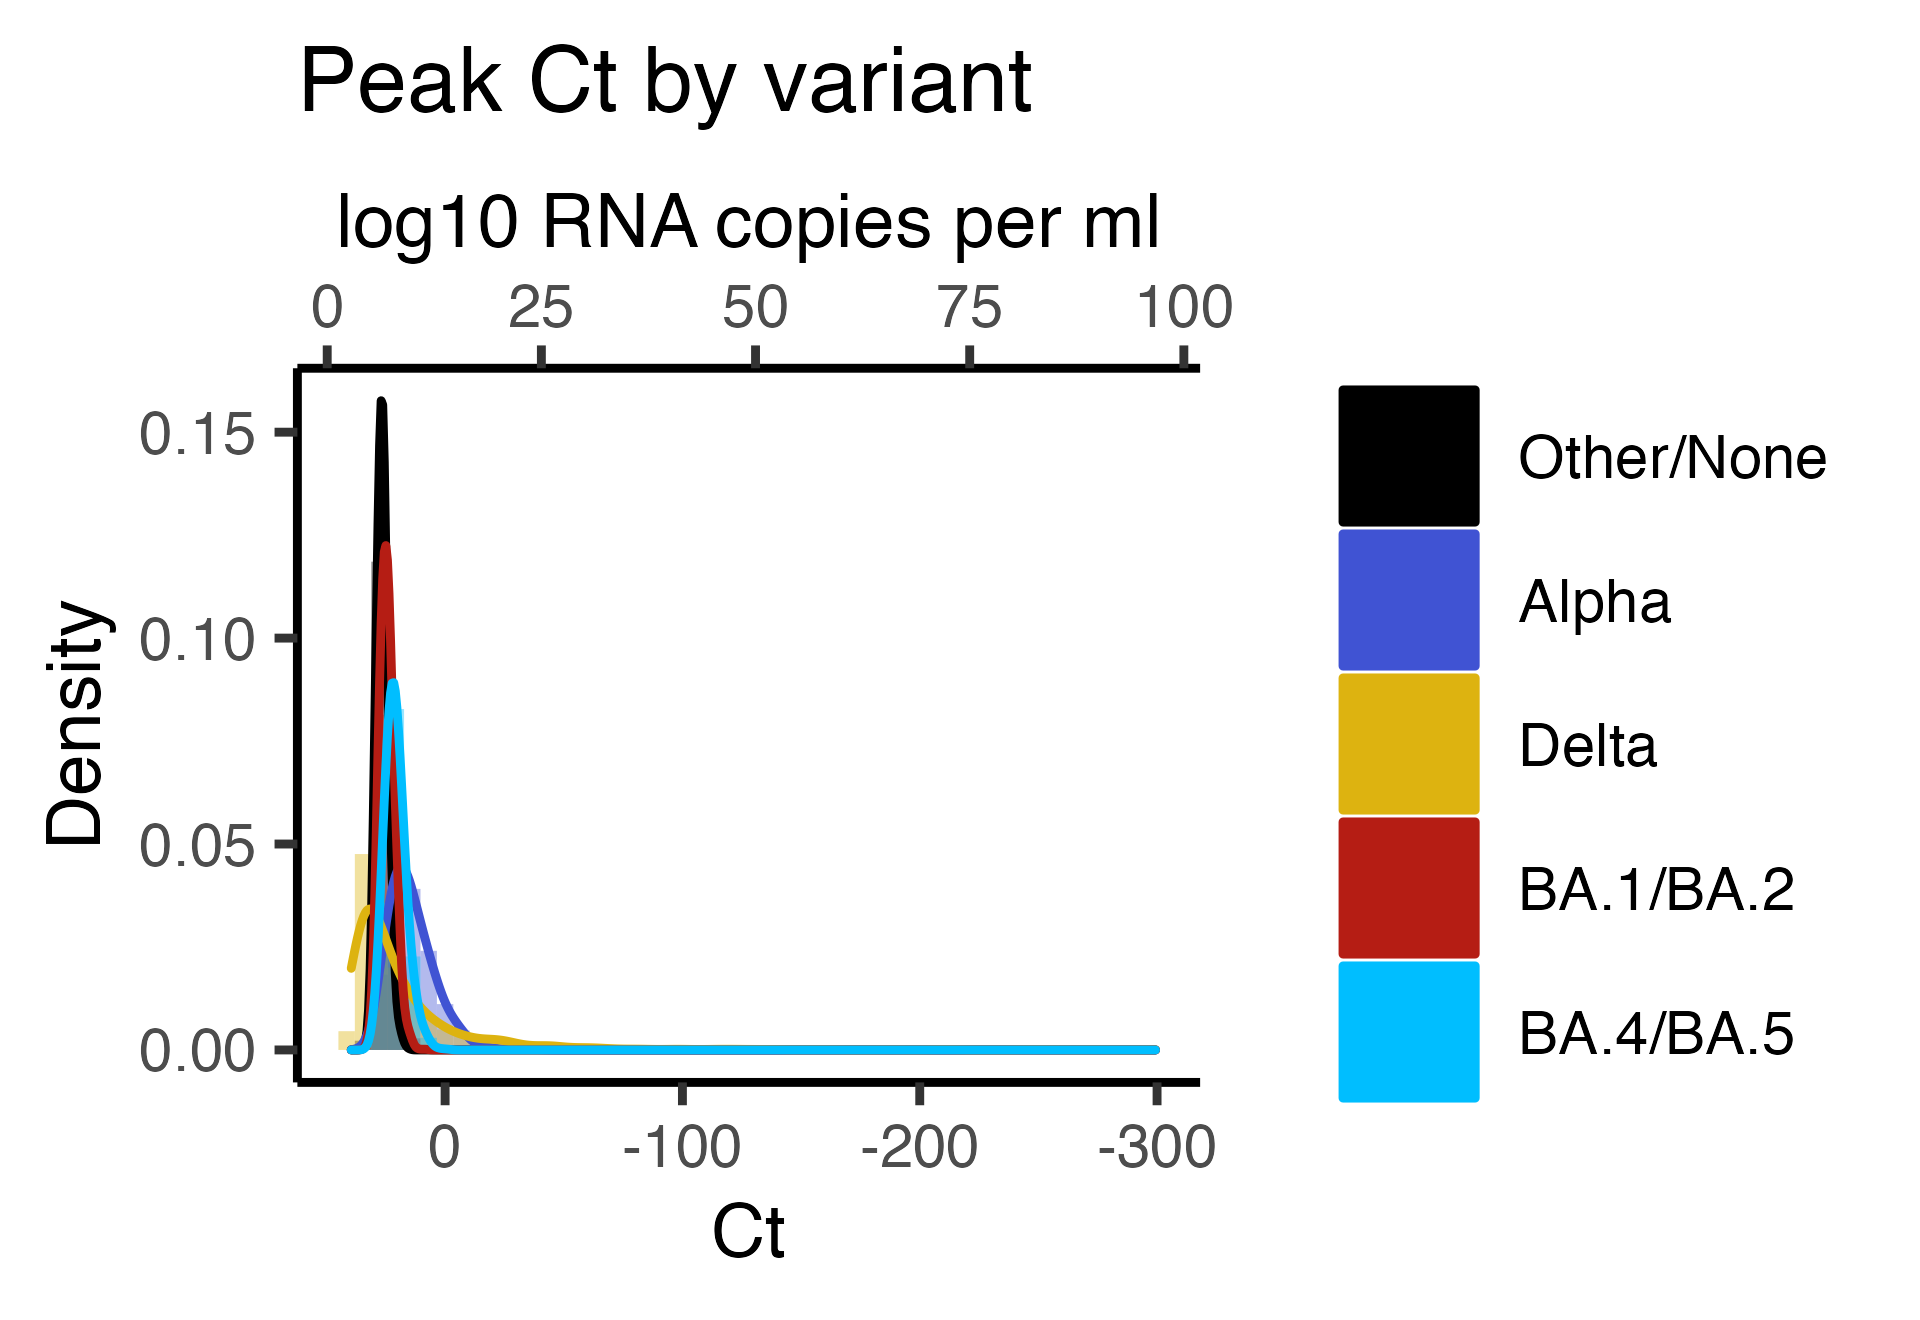 Peak Ct by variant
log10 RNA copies per ml
0 25 50 75 100
0.15
0.10
0.05
0.00
Density
0 -100 -200 -300
Ct
Other/None
Alpha
Delta
BA.1/BA.2
BA.4/BA.5